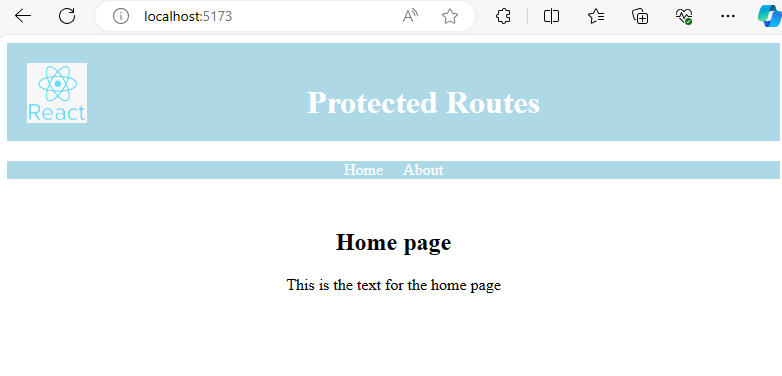 localhost:5173
React
Protected Routes
Home About
Home page
This is the text for the home page